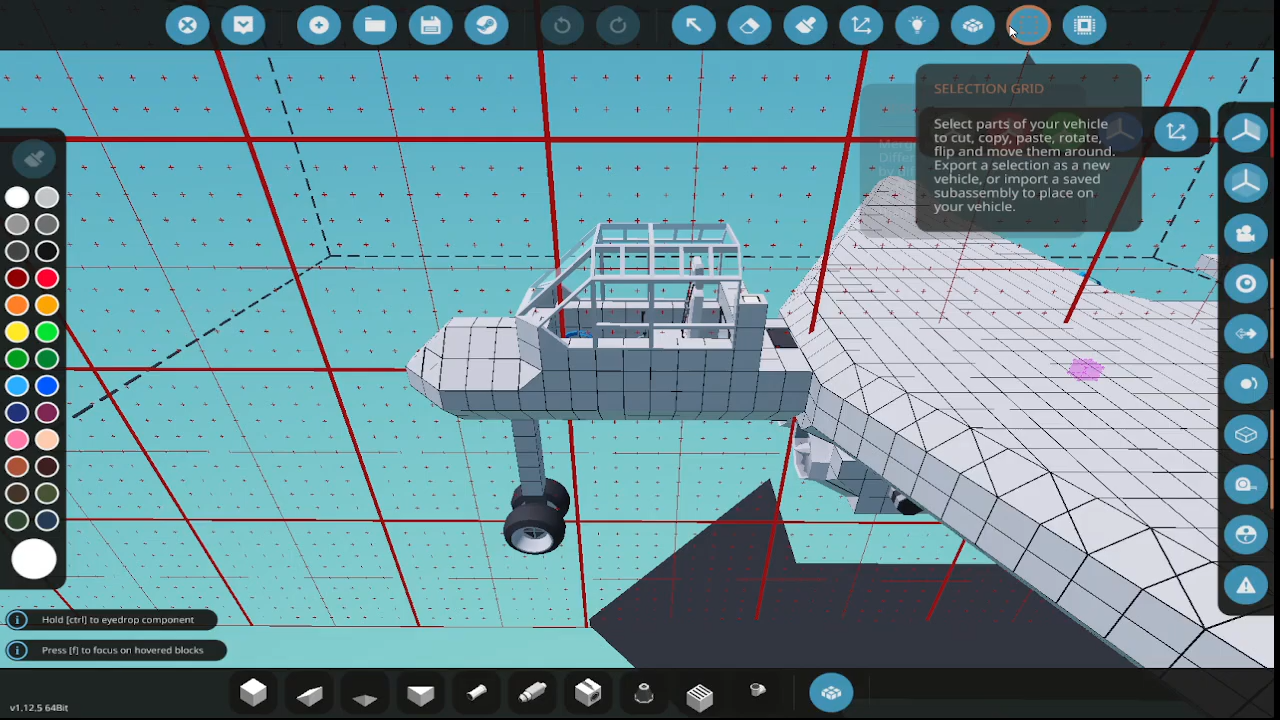 SELECTION GRID
Select parts of your vehicle
to cut, copy, paste, rotate,
flip and move them around.
Export a selection as a new
vehicle, or import a saved
subassembly to place on
your vehicle.
Hold [ctrl] to eyedrop component
Press [f] to focus on hovered blocks
v1.12.5 64Bit